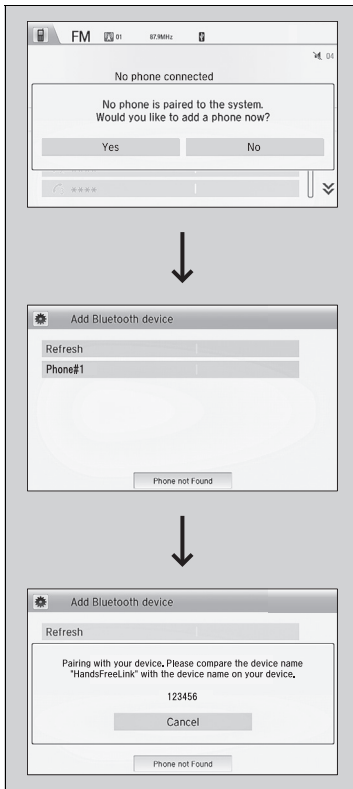 FM 01 87.9MHz
04
No phone connected
No phone is paired to the system.
Would you like to add a phone now?
Yes No
****
Add Bluetooth device
Refresh
Phone#1
Phone not Found
Add Bluetooth device
Refresh
Pairing with your device. Please compare the device name
"HandsFreeLink" with the device name on your device.
123456
Cancel
Phone not Found